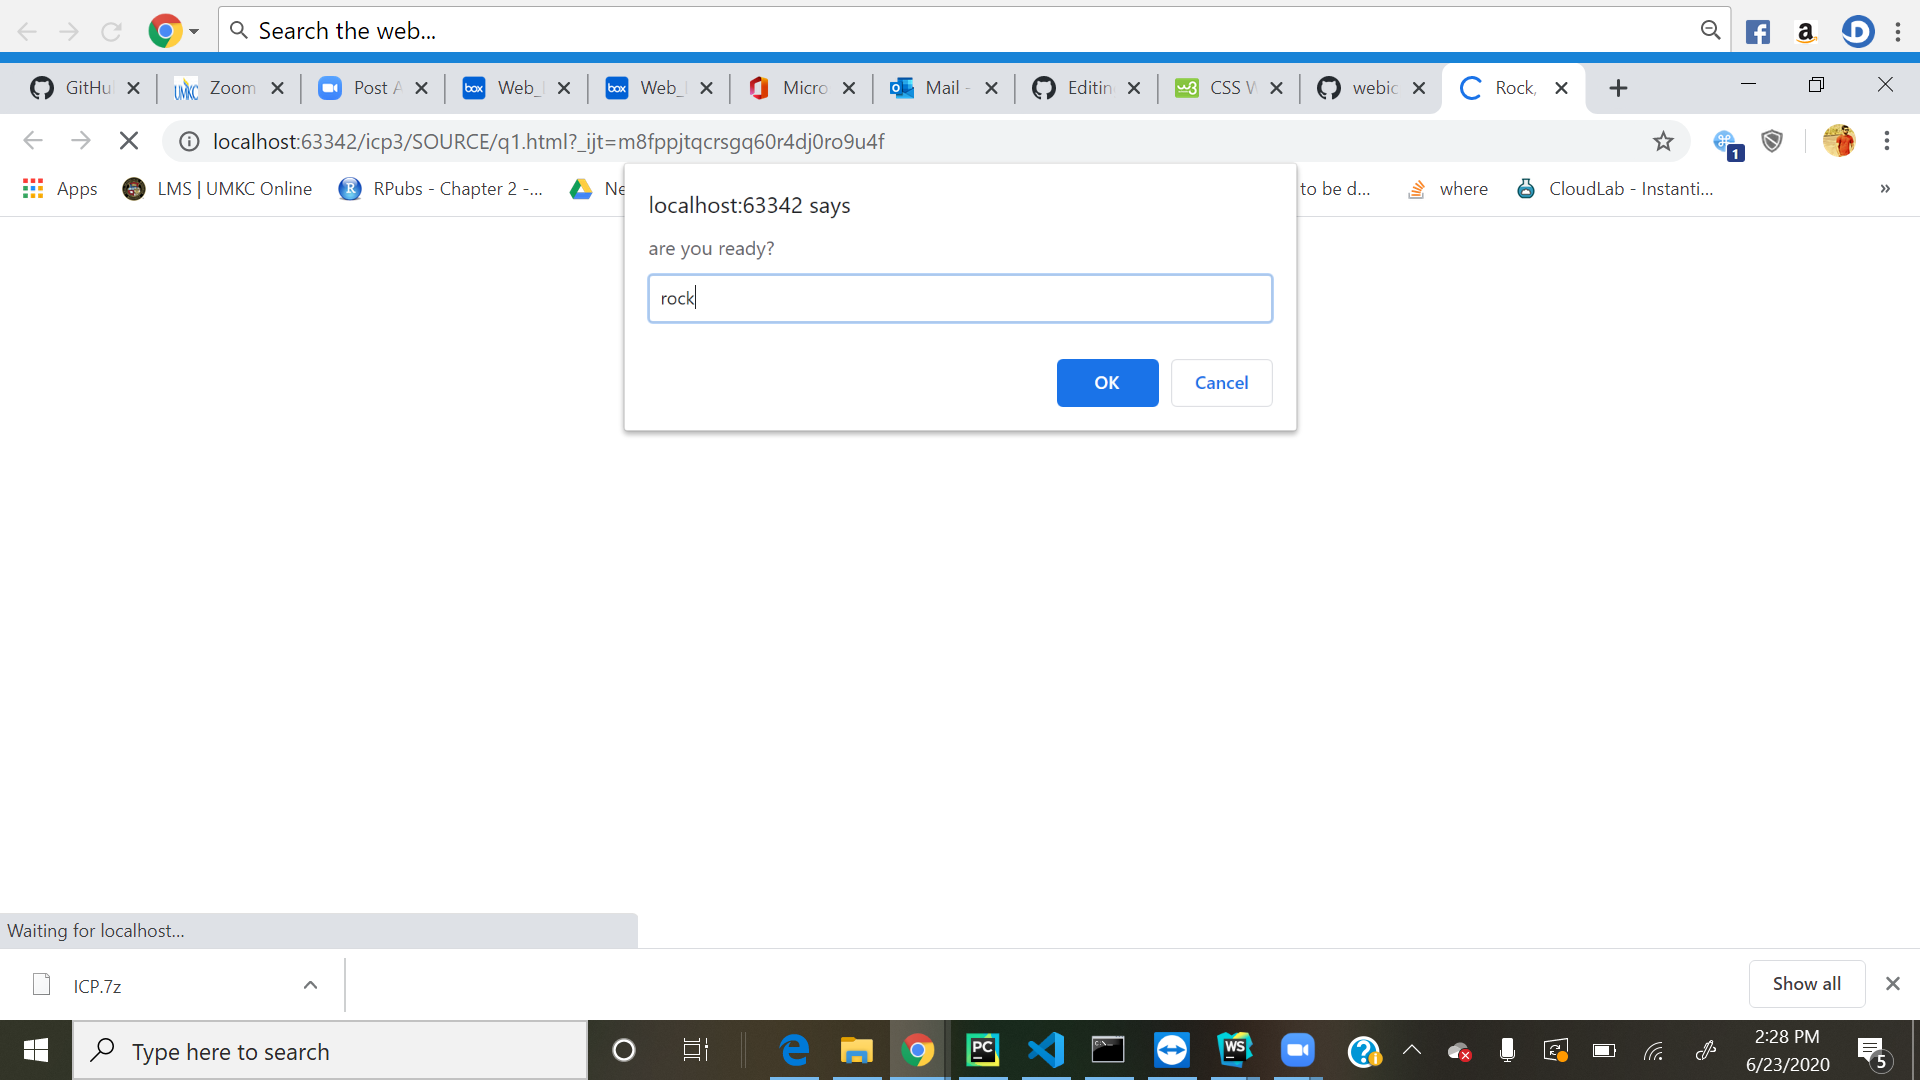 Search the web...
GitHu
Zoom
Post A
Web_
Web_
Micro
Mail -
Editin
CSS W
webic
Rock,
localhost:63342/icp3/SOURCE/q1.html?_ijt=m8fppjtqcrsgq60r4dj0ro9u4f
1
Apps
LMS | UMKC Online
RPubs - Chapter 2 -...
Ne
to be d...
where
CloudLab - Instanti...
»
localhost:63342 says
are you ready?
rock
OK
Cancel
Waiting for localhost...
ICP.7z
Show all
Type here to search
2:28 PM
6/23/2020
5